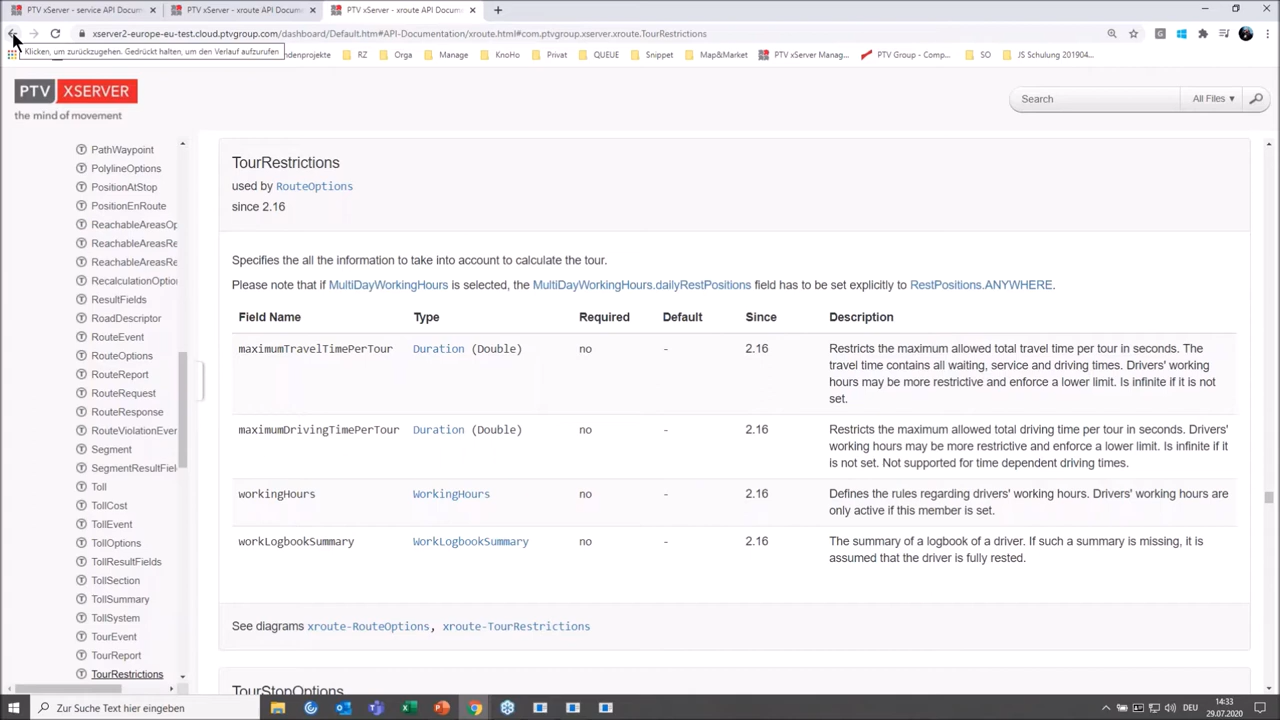 PTV xServer - service API Docum
PTV xServer - xroute API Docume
PTV xServer - xroute API Docume
xserver2-europe-eu-test.cloud.ptvgroup.com/dashboard/Default.htm#API-Documentation/xroute.html#com.ptvgroup.xserver.xroute.TourRestrictions
Klicken, um zurückzugehen. Gedrückt halten, um den Verlauf aufzurufen
ndenprojekte
RZ
Orga
Manage
KnoHo
Privat
QUEUE
Snippet
Map&Market
PTV xServer Manag...
PTV Group - Comp...
SO
JS Schulung 201904...
PTV XSERVER
the mind of movement
Search
All Files ▾
PathWaypoint
PolylineOptions
PositionAtStop
PositionEnRoute
ReachableAreasOp
ReachableAreasRe
ReachableAreasRe
RecalculationOption
ResultFields
RoadDescriptor
RouteEvent
RouteOptions
RouteReport
RouteRequest
RouteResponse
RouteViolationEven
Segment
SegmentResultField
Toll
TollCost
TollEvent
TollOptions
TollResultFields
TollSection
TollSummary
TollSystem
TourEvent
TourReport
TourRestrictions
TourRestrictions
used by RouteOptions
since 2.16
Specifies the all the information to take into account to calculate the tour.
Please note that if MultiDayWorkingHours is selected, the MultiDayWorkingHours.dailyRestPositions field has to be set explicitly to RestPositions.ANYWHERE.
Field Name Type Required Default Since Description
maximumTravelTimePerTour Duration (Double) no - 2.16 Restricts the maximum allowed total travel time per tour in seconds. The
travel time contains all waiting, service and driving times. Drivers' working
hours may be more restrictive and enforce a lower limit. Is infinite if it is not
set.
maximumDrivingTimePerTour Duration (Double) no - 2.16 Restricts the maximum allowed total driving time per tour in seconds. Drivers'
working hours may be more restrictive and enforce a lower limit. Is infinite if it
is not set. Not supported for time dependent driving times.
workingHours WorkingHours no - 2.16 Defines the rules regarding drivers' working hours. Drivers' working hours are
only active if this member is set.
workLogbookSummary WorkLogbookSummary no - 2.16 The summary of a logbook of a driver. If such a summary is missing, it is
assumed that the driver is fully rested.
See diagrams xroute-RouteOptions, xroute-TourRestrictions
TourStopOptions
Zur Suche Text hier eingeben
DEU
14:33
29.07.2020